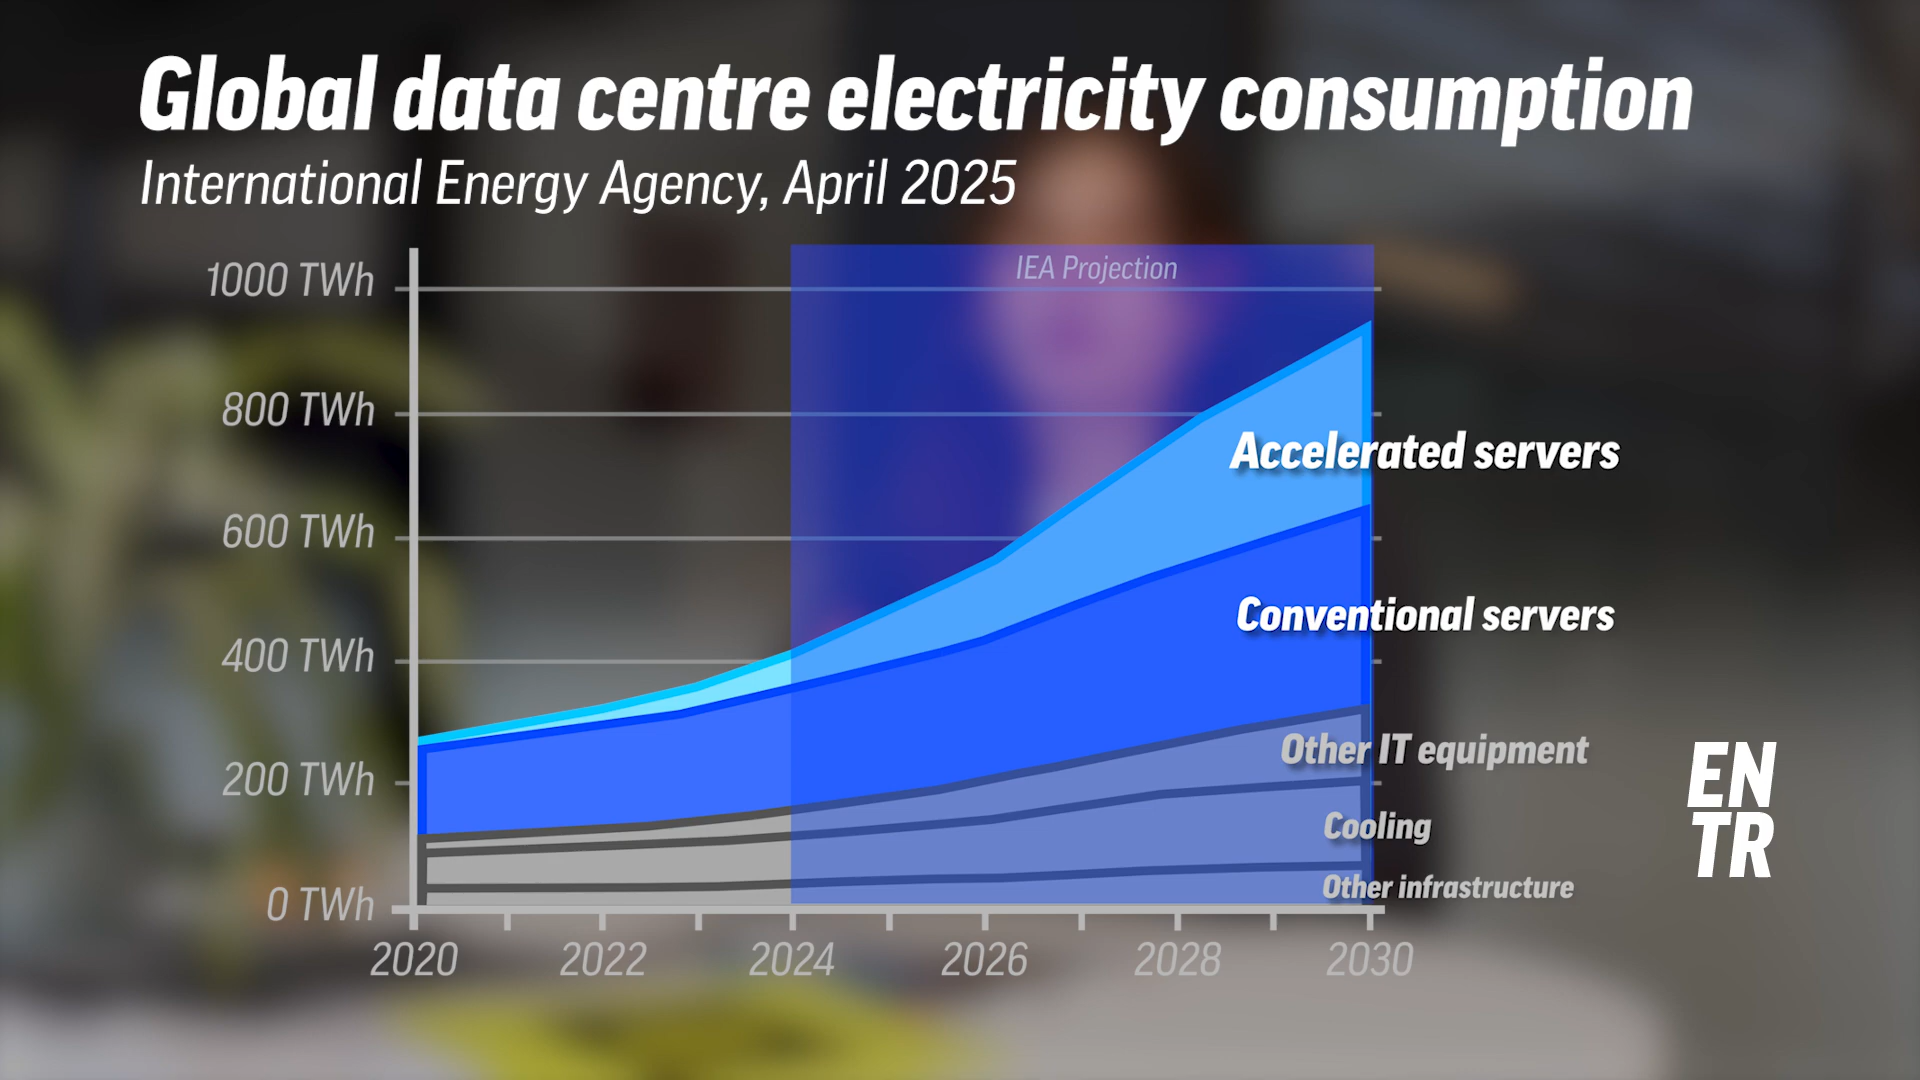 Global data centre electricity consumption
International Energy Agency, April 2025
IEA Projection
1000 TWh
800 TWh
600 TWh
400 TWh
200 TWh
0 TWh
Accelerated servers
Conventional servers
Other IT equipment
Cooling
Other infrastructure
2020 2022 2024 2026 2028 2030
EN
TR